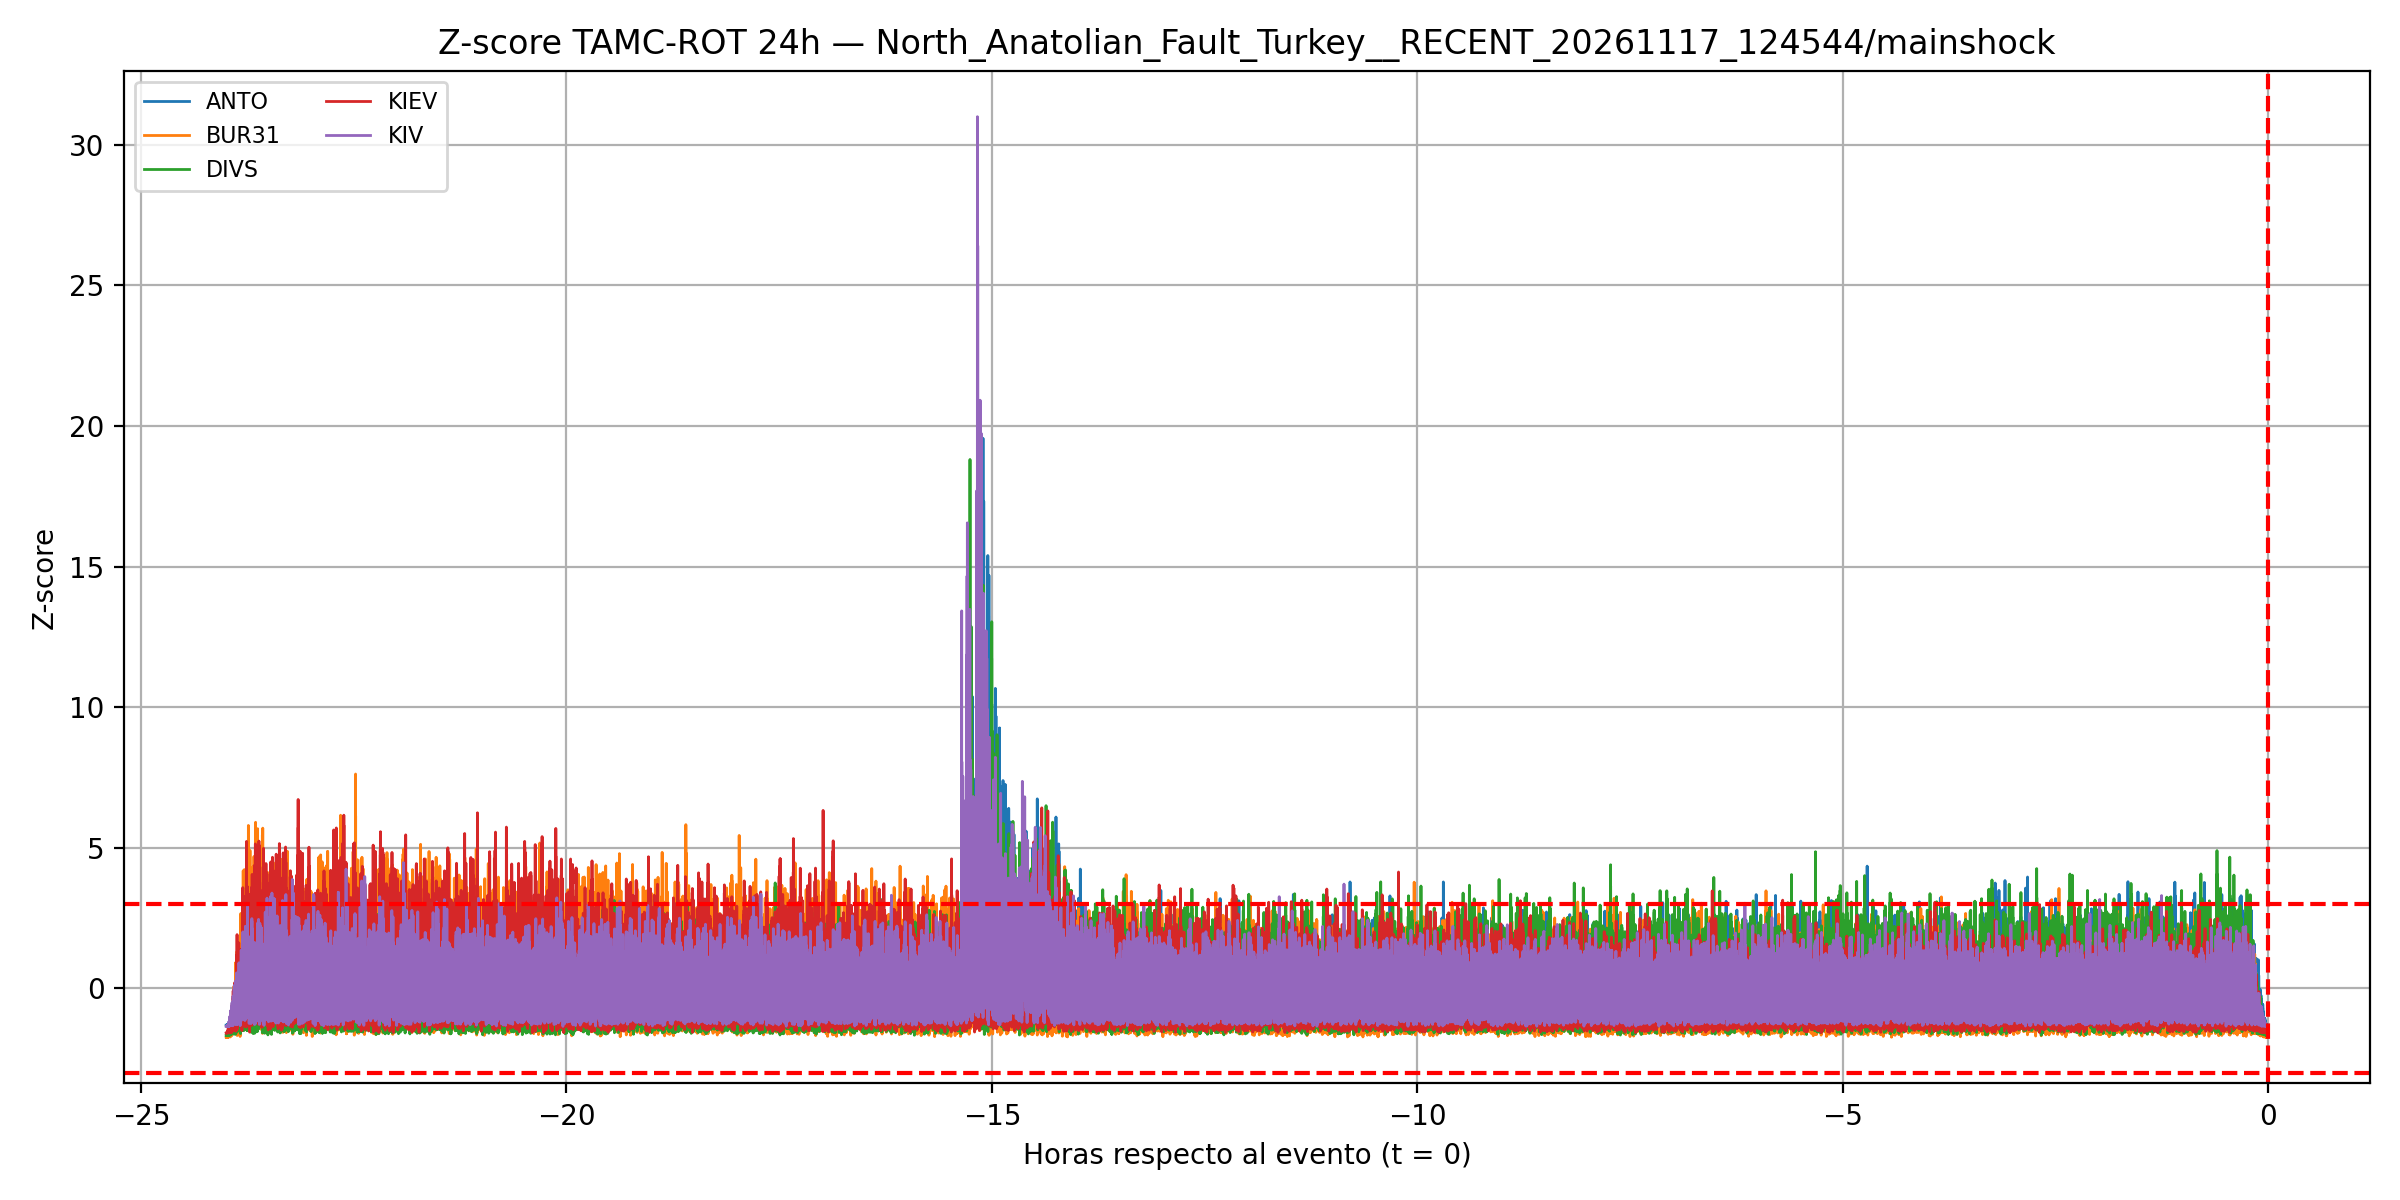 Z-score TAMC-ROT 24h — North_Anatolian_Fault_Turkey__RECENT_20261117_124544/mainshock
ANTO
BUR31
DIVS
KIEV
KIV
30
25
20
15
10
5
0
Z-score
−25
−20
−15
−10
−5
0
Horas respecto al evento (t = 0)